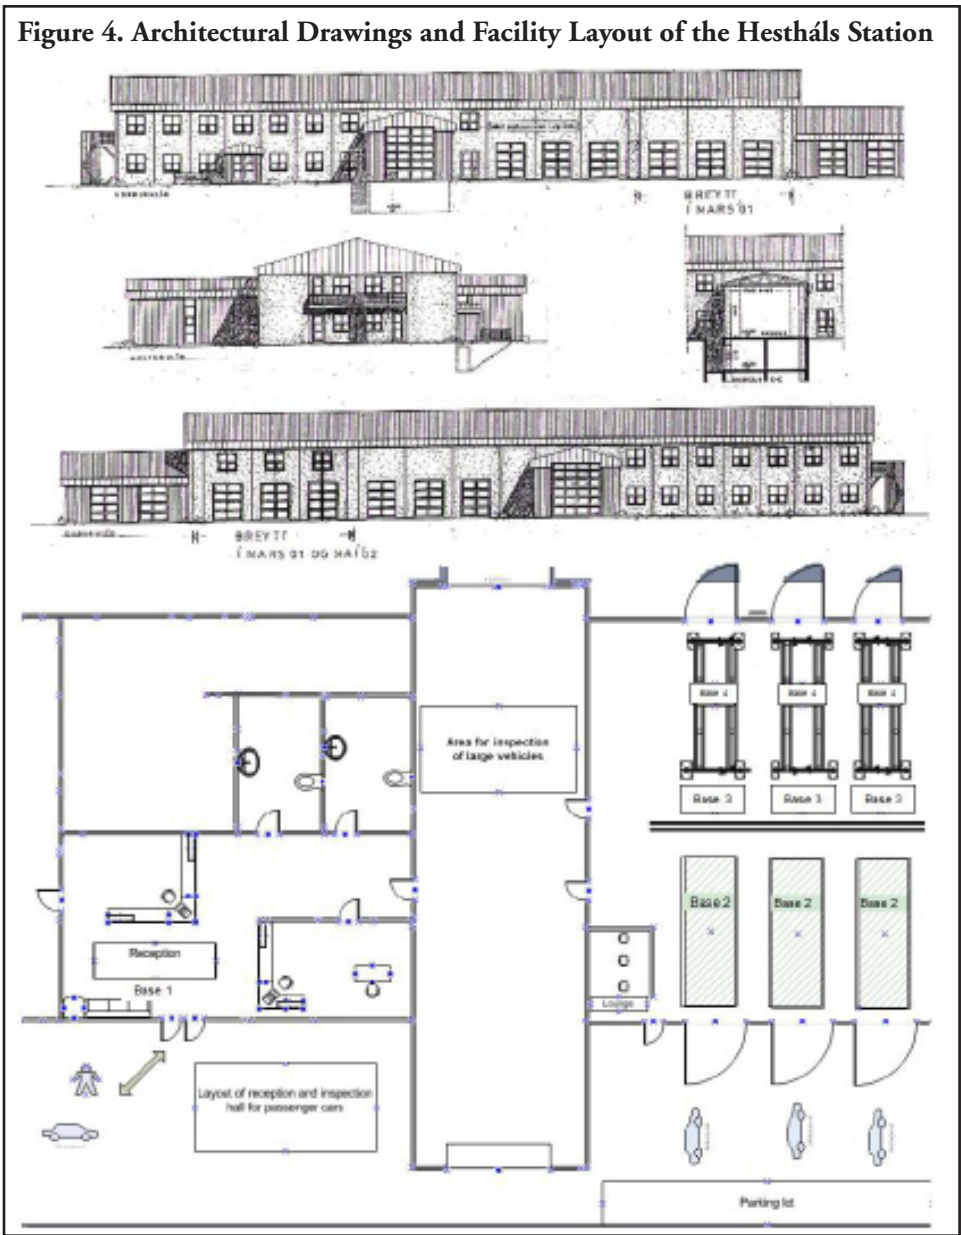 Figure 4. Architectural Drawings and Facility Layout of the Hestháls Station
BREYTT
Í MARS 01
BREYTT
Í MARS 01 OG MAÍ 02
Area for inspection
of large vehicles
Base 4
Base 4
Base 4
Base 3
Base 3
Base 3
Base 2
Base 2
Base 2
Reception
Base 1
Lounge
Layout of reception and inspection
hall for passenger cars
Parking lot